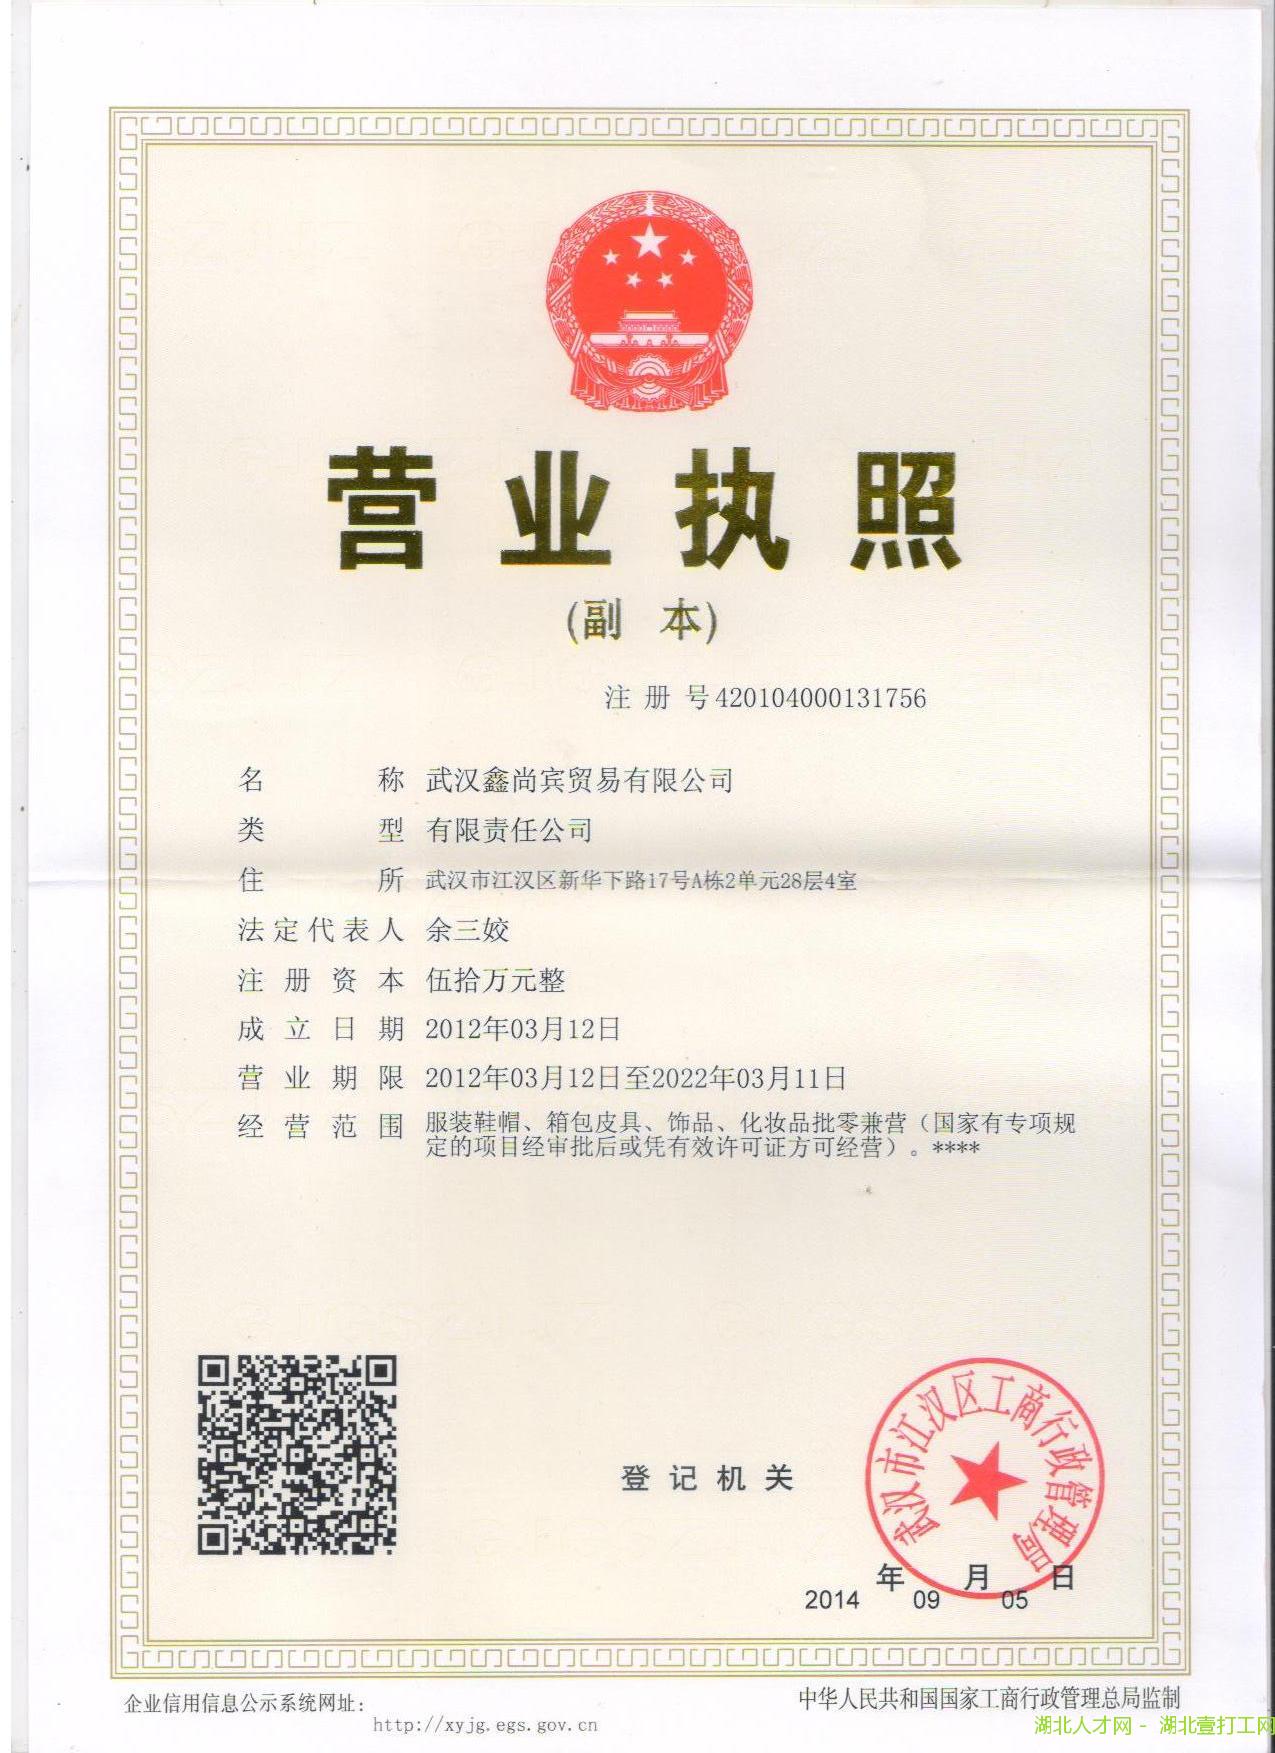 营业执照
(副 本)
注 册 号420104000131756
名 称 武汉鑫尚宾贸易有限公司
类 型 有限责任公司
住 所 武汉市江汉区新华下路17号A栋2单元28层4室
法定代表人 余三姣
注 册 资 本 伍拾万元整
成 立 日 期 2012年03月12日
营 业 期 限 2012年03月12日至2022年03月11日
经 营 范 围 服装鞋帽、箱包皮具、饰品、化妆品批零兼营（国家有专项规
定的项目经审批后或凭有效许可证方可经营）。****
武汉市江汉区工商行政管理局
登 记 机 关
年 月 日
2014 09 05
企业信用信息公示系统网址:
http://xyjg.egs.gov.cn
中华人民共和国国家工商行政管理总局监制
湖北人才网 - 湖北壹打工网